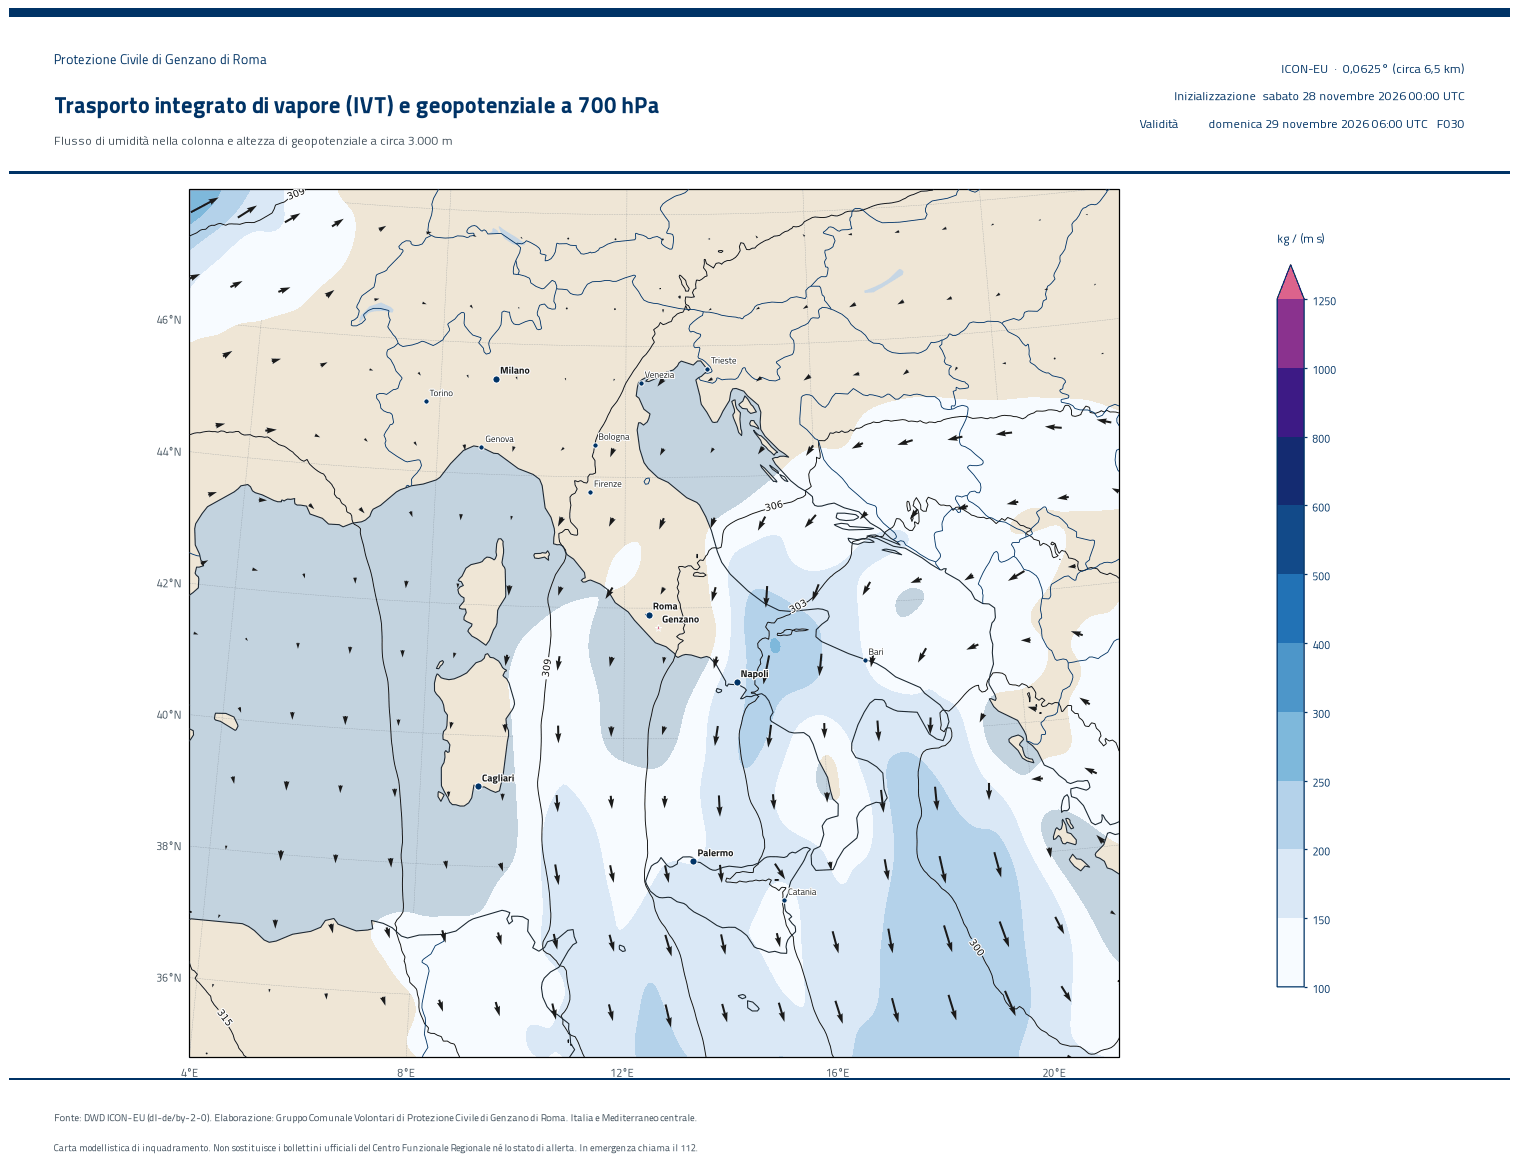 Protezione Civile di Genzano di Roma
Trasporto integrato di vapore (IVT) e geopotenziale a 700 hPa
Flusso di umidità nella colonna e altezza di geopotenziale a circa 3.000 m
ICON-EU · 0,0625° (circa 6,5 km)
Inizializzazione sabato 28 novembre 2026 00:00 UTC
Validità domenica 29 novembre 2026 06:00 UTC F030
309
46°N
44°N
42°N
40°N
38°N
36°N
Milano
Torino
Venezia
Trieste
Genova
Bologna
Firenze
306
303
Roma
Genzano
309
Bari
Napoli
Cagliari
Palermo
Catania
300
315
4°E
8°E
12°E
16°E
20°E
kg / (m s)
1250
1000
800
600
500
400
300
250
200
150
100
Fonte: DWD ICON-EU (dl-de/by-2-0). Elaborazione: Gruppo Comunale Volontari di Protezione Civile di Genzano di Roma. Italia e Mediterraneo centrale.
Carta modellistica di inquadramento. Non sostituisce i bollettini ufficiali del Centro Funzionale Regionale né lo stato di allerta. In emergenza chiama il 112.